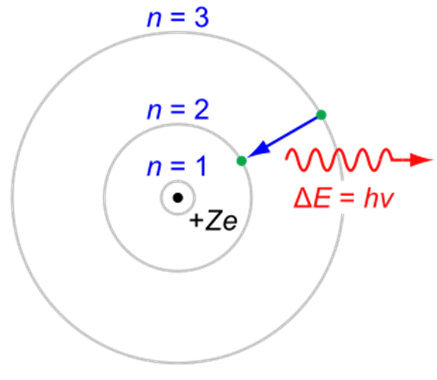 n = 3
n = 2
n = 1
+Ze
ΔE = hv